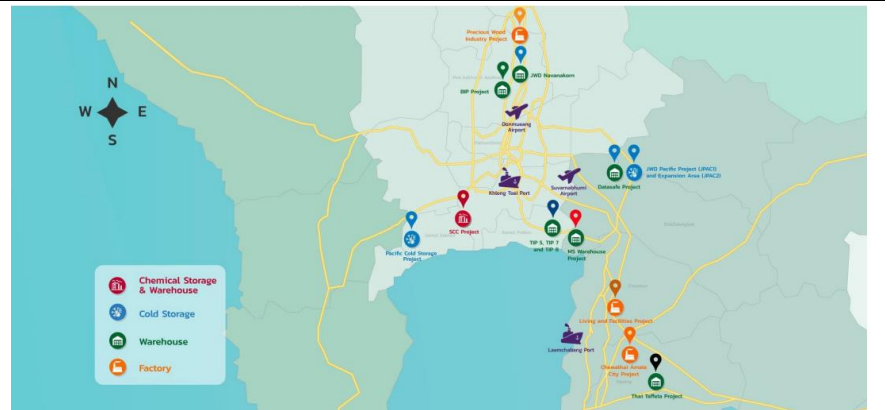 Precious Wood
Industry Project
JWD Navanakorn
BIP Project
N
W E
S
Donmueang
Airport
JWD Pacific Project (JPAC1)
and Expansion Area (JPAC2)
Datasafe Project
Khlong Toei Port
Suvarnabhumi
Airport
SCC Project
Pacific Cold Storage
Project
TIP 5, TIP 7
and TIP 8
HS Warehouse
Project
Chemical Storage
& Warehouse
Cold Storage
Warehouse
Factory
Living and Facilities Project
Laemchabang Port
Chewathai Amata
City Project
Thai Taffeta Project